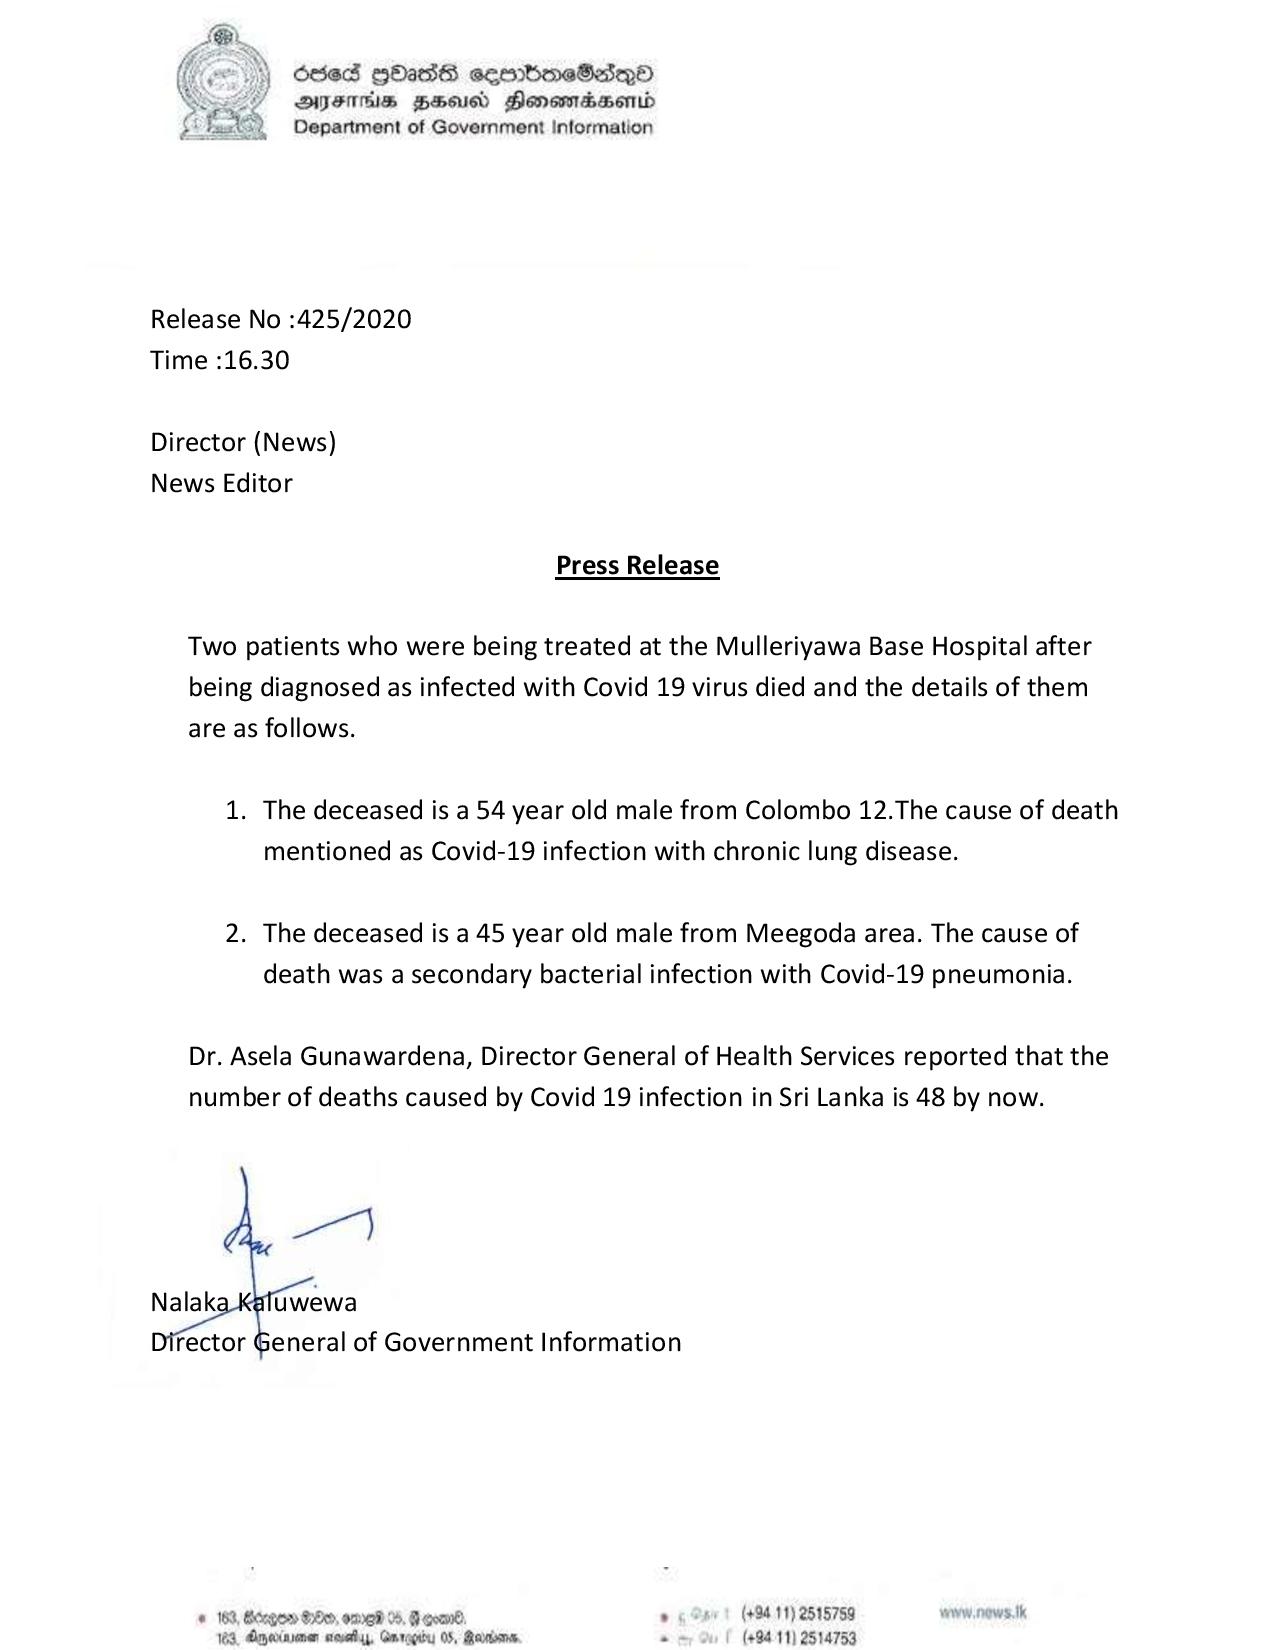 රජයේ ප්‍රවෘත්ති දෙපාර්තමේන්තුව
அரசாங்க தகவல் திணைக்களம்
Department of Government Information
Release No :425/2020
Time :16.30
Director (News)
News Editor
Press Release
Two patients who were being treated at the Mulleriyawa Base Hospital after
being diagnosed as infected with Covid 19 virus died and the details of them
are as follows.
1. The deceased is a 54 year old male from Colombo 12.The cause of death
mentioned as Covid-19 infection with chronic lung disease.
2. The deceased is a 45 year old male from Meegoda area. The cause of
death was a secondary bacterial infection with Covid-19 pneumonia.
Dr. Asela Gunawardena, Director General of Health Services reported that the
number of deaths caused by Covid 19 infection in Sri Lanka is 48 by now.
Nalaka Kaluwewa
Director General of Government Information
163, කිරුලපන මාවත, කොළඹ 05, ශ්‍රී ලංකාව.
163, கிருலப்பனை எவனியூ, கொழும்பு 05, இலங்கை.
(+94 11) 2515759
(+94 11) 2514753
www.news.lk